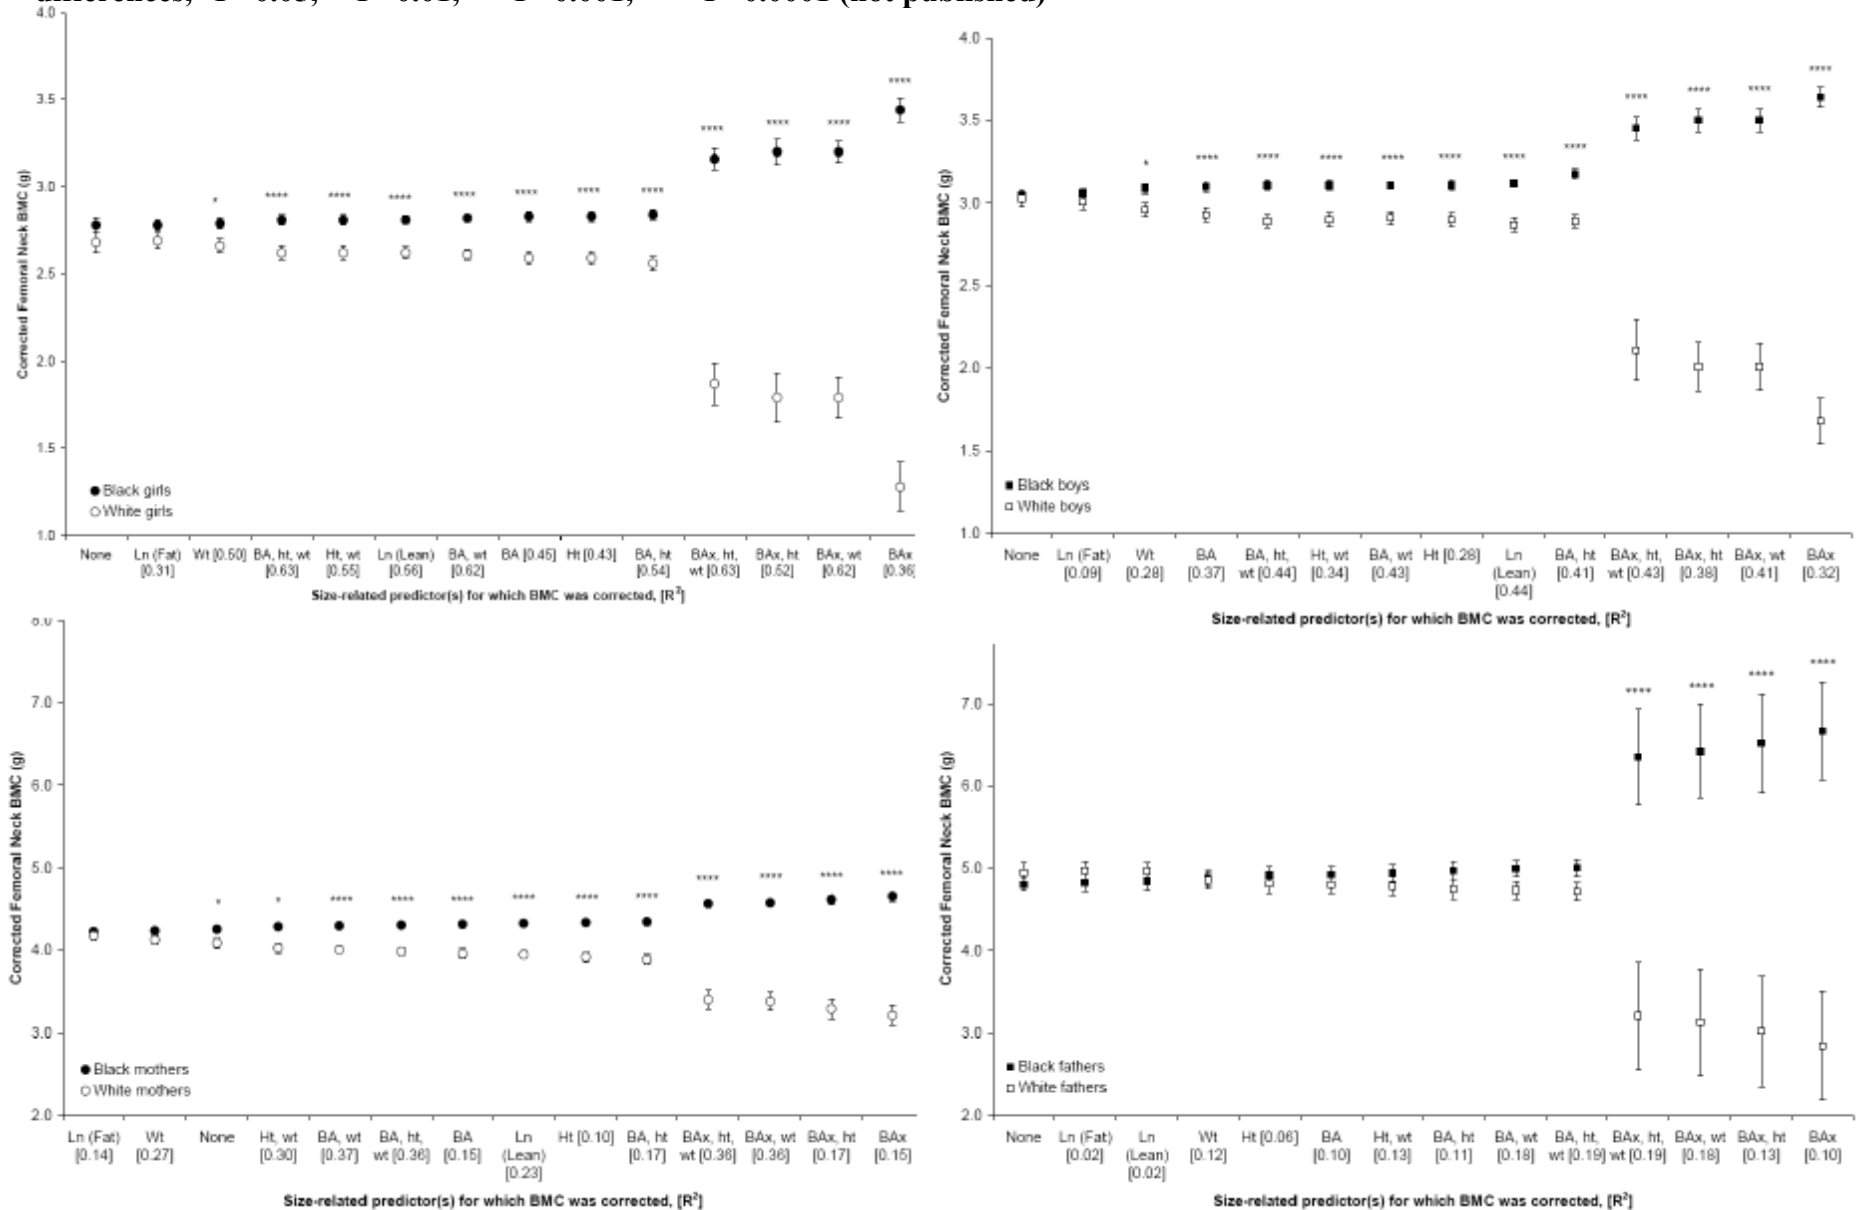 differences, *P<0.05, **P<0.01, ***P<0.001, ****P<0.0001 (not published)
4.0
3.5
3.0
2.5
2.0
1.5
1.0
Corrected Femoral Neck BMC (g)
* **** **** **** **** **** **** **** **** **** **** ****
● Black girls
○ White girls
None Ln (Fat) Wt [0.50] BA, ht, wt Ht, wt Ln (Lean) BA, wt BA [0.45] Ht [0.43] BA, ht BAx, ht, BAx, ht BAx, wt BAx
[0.31] [0.63] [0.55] [0.56] [0.62] [0.54] wt [0.63] [0.52] [0.62] [0.36]
Size-related predictor(s) for which BMC was corrected, [R²]
4.0
3.5
3.0
2.5
2.0
1.5
1.0
Corrected Femoral Neck BMC (g)
* **** **** **** **** **** **** **** **** **** **** ****
■ Black boys
□ White boys
None Ln (Fat) Wt BA BA, ht, Ht, wt BA, wt Ht [0.28] Ln BA, ht BAx, ht, BAx, ht BAx, wt BAx
[0.09] [0.28] [0.37] wt [0.44] [0.34] [0.43] (Lean) [0.41] wt [0.43] [0.38] [0.41] [0.32]
[0.44]
Size-related predictor(s) for which BMC was corrected, [R²]
8.0
7.0
6.0
5.0
4.0
3.0
2.0
Corrected Femoral Neck BMC (g)
* * **** **** **** **** **** **** **** **** **** ****
● Black mothers
○ White mothers
Ln (Fat) Wt None Ht, wt BA, wt BA, ht, BA Ln Ht [0.10] BA, ht BAx, ht, BAx, wt BAx, ht BAx
[0.14] [0.27] [0.30] [0.37] wt [0.36] [0.15] (Lean) [0.17] wt [0.36] [0.36] [0.17] [0.15]
[0.23]
Size-related predictor(s) for which BMC was corrected, [R²]
7.0
6.0
5.0
4.0
3.0
2.0
Corrected Femoral Neck BMC (g)
**** **** **** ****
■ Black fathers
□ White fathers
None Ln (Fat) Ln Wt Ht [0.06] BA Ht, wt BA, ht BA, wt BA, ht, BAx, ht, BAx, wt BAx, ht BAx
[0.02] (Lean) [0.12] [0.10] [0.13] [0.11] [0.18] wt [0.19] wt [0.19] [0.18] [0.13] [0.10]
[0.02]
Size-related predictor(s) for which BMC was corrected, [R²]